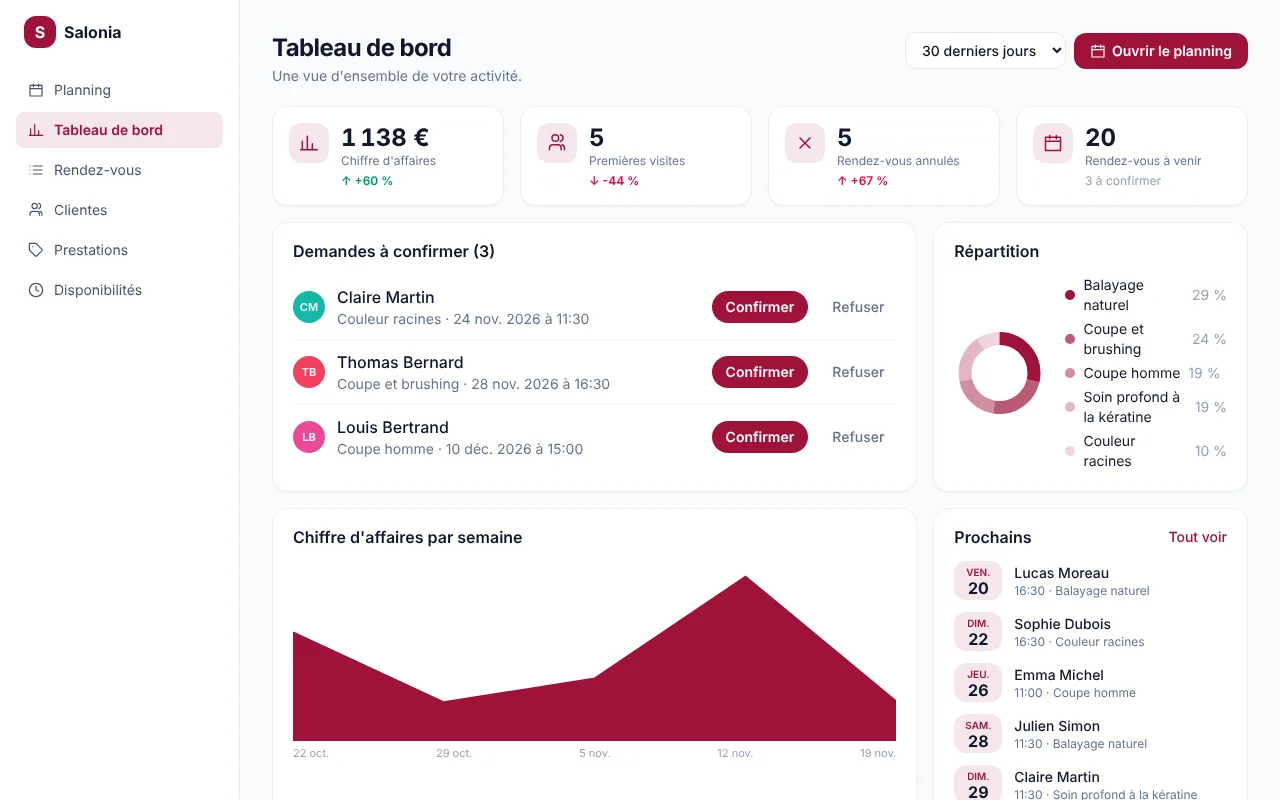 S
Salonia
Planning
Tableau de bord
Rendez-vous
Clientes
Prestations
Disponibilités
Tableau de bord
Une vue d'ensemble de votre activité.
30 derniers jours
Ouvrir le planning
1 138 €
Chiffre d'affaires
↑ +60 %
5
Premières visites
↓ -44 %
5
Rendez-vous annulés
↑ +67 %
20
Rendez-vous à venir
3 à confirmer
Demandes à confirmer (3)
CM
Claire Martin
Couleur racines · 24 nov. 2026 à 11:30
Confirmer
Refuser
TB
Thomas Bernard
Coupe et brushing · 28 nov. 2026 à 16:30
Confirmer
Refuser
LB
Louis Bertrand
Coupe homme · 10 déc. 2026 à 15:00
Confirmer
Refuser
Répartition
Balayage
naturel
29 %
Coupe et
brushing
24 %
Coupe homme 19 %
Soin profond à
la kératine
19 %
Couleur
racines
10 %
Chiffre d'affaires par semaine
22 oct.
29 oct.
5 nov.
12 nov.
19 nov.
Prochains
Tout voir
VEN.
20
Lucas Moreau
16:30 · Balayage naturel
DIM.
22
Sophie Dubois
16:30 · Couleur racines
JEU.
26
Emma Michel
11:00 · Coupe homme
SAM.
28
Julien Simon
11:30 · Balayage naturel
DIM.
29
Claire Martin
11:30 · Soin profond à la kératine